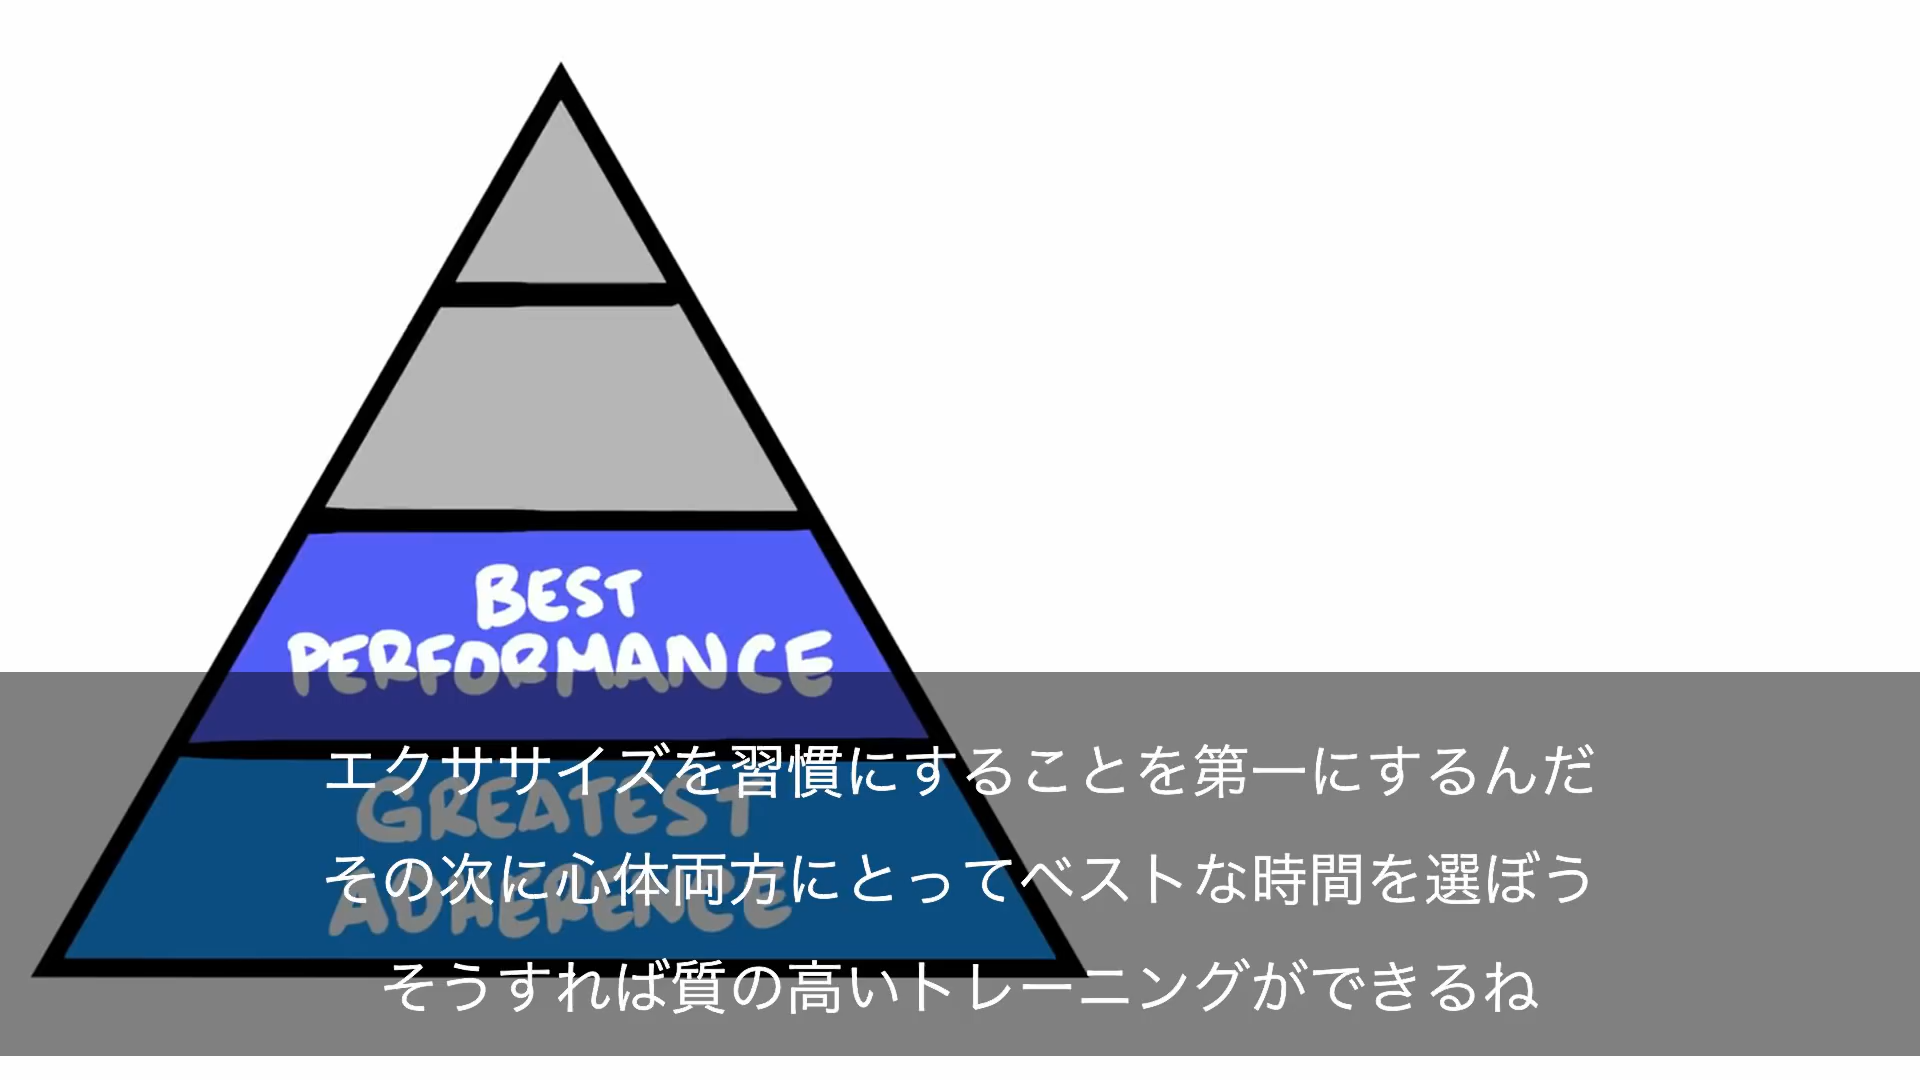 BEST
PERFORMANCE
GREATEST
ADHERENCE
エクササイズを習慣にすることを第一にするんだ
その次に心体両方にとってベストな時間を選ぼう
そうすれば質の高いトレーニングができるね